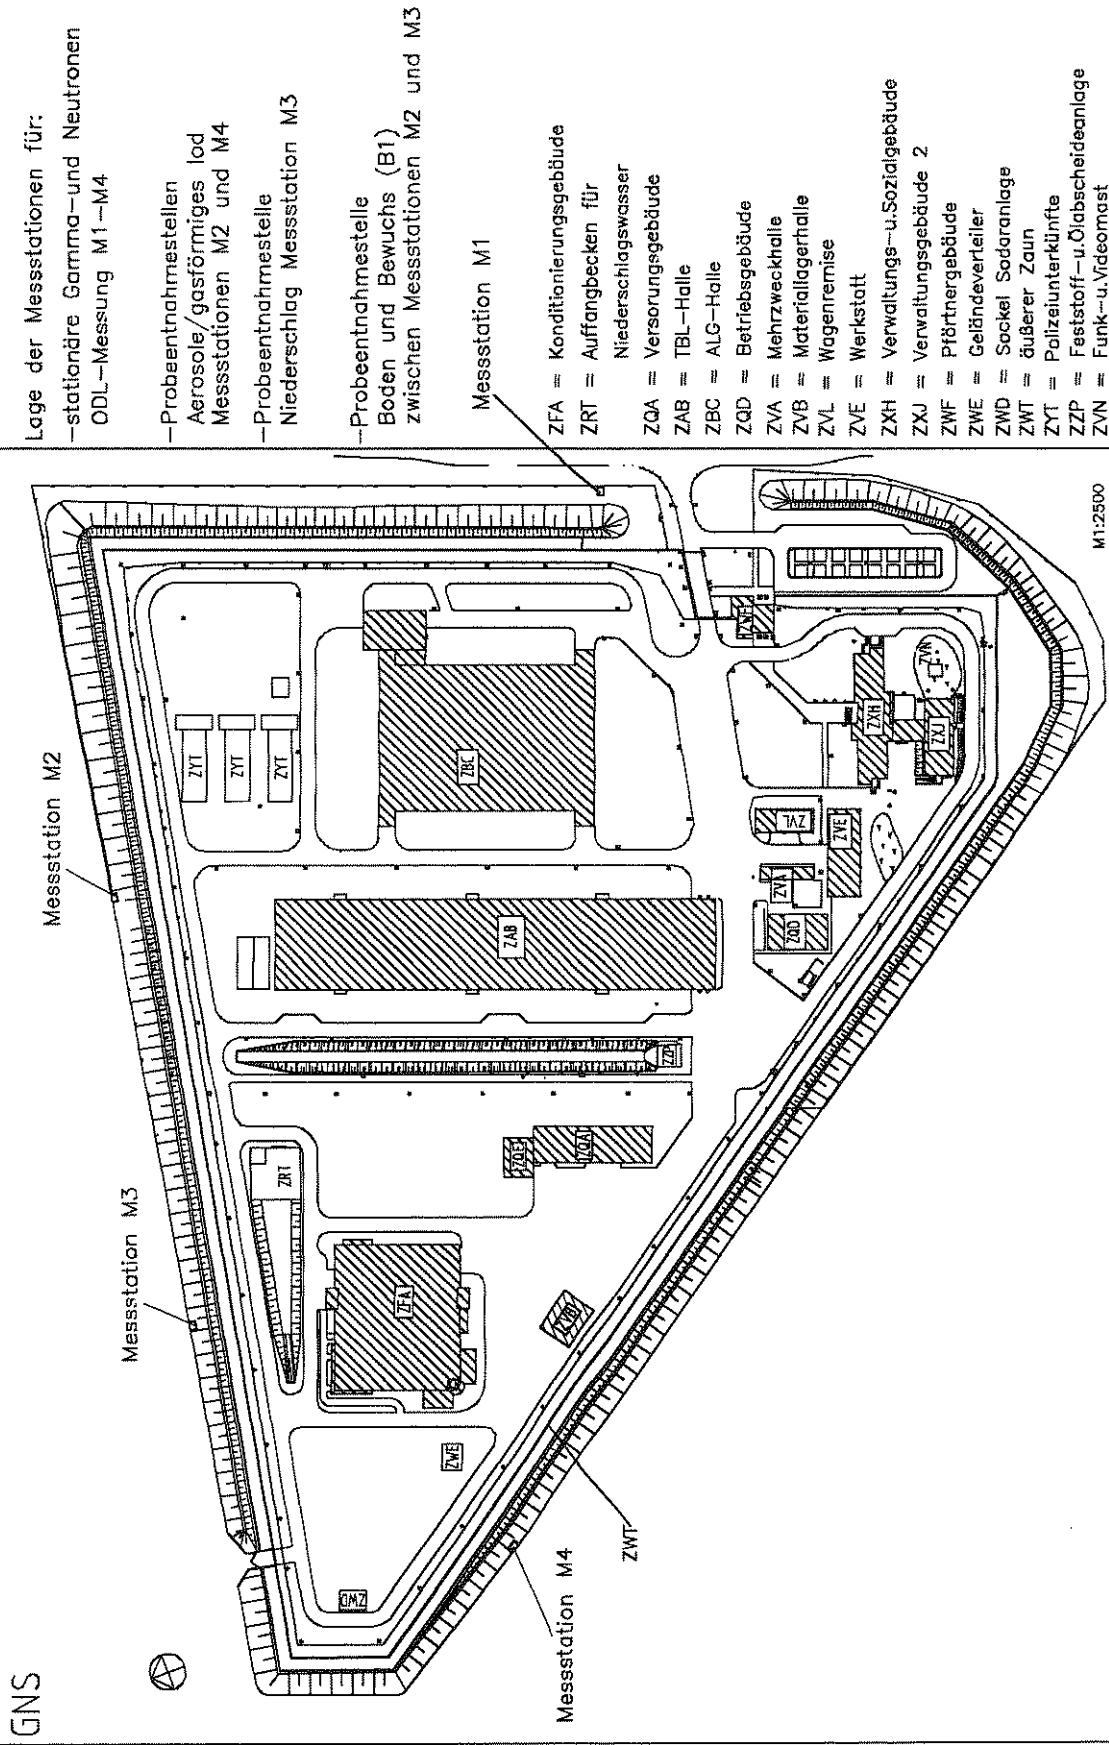 GNS
Lage der Messstationen für:
-stationäre Gamma-und Neutronen
ODL-Messung M1-M4
-Probeentnahmestellen
Aerosole/gasförmiges Iod
Messstationen M2 und M4
-Probeentnahmestelle
Niederschlag Messstation M3
-Probeentnahmestelle
Boden und Bewuchs (B1)
zwischen Messstationen M2 und M3
Messstation M1
ZFA = Konditionierungsgebäude
ZRT = Auffangbecken für
Niederschlagswasser
ZQA = Versorungsgebäude
ZAB = TBL-Halle
ZBC = ALG-Halle
ZQD = Betriebsgebäude
ZVA = Mehrzweckhalle
ZVB = Materiallagerhalle
ZVL = Wagenremise
ZVE = Werkstatt
ZXH = Verwaltungs-u.Sozialgebäude
ZXJ = Verwaltungsgebäude 2
ZWF = Pförtnergebäude
ZWE = Geländeverteiler
ZWD = Sockel Sodaranlage
ZWT = äußerer Zaun
ZYT = Polizeiunterkünfte
ZZP = Feststoff-u.Ölabscheideanlage
ZVN = Funk-u.Videomast
Messstation M2
Messstation M3
Messstation M4
ZWT
ZYT
ZYT
ZYT
ZBC
ZAB
ZZP
ZRT
ZQE
ZQA
ZFA
ZVB
ZWE
ZWD
ZWF
ZVN
ZXH
ZXJ
ZVL
ZVE
ZVA
ZQD
M1:2500